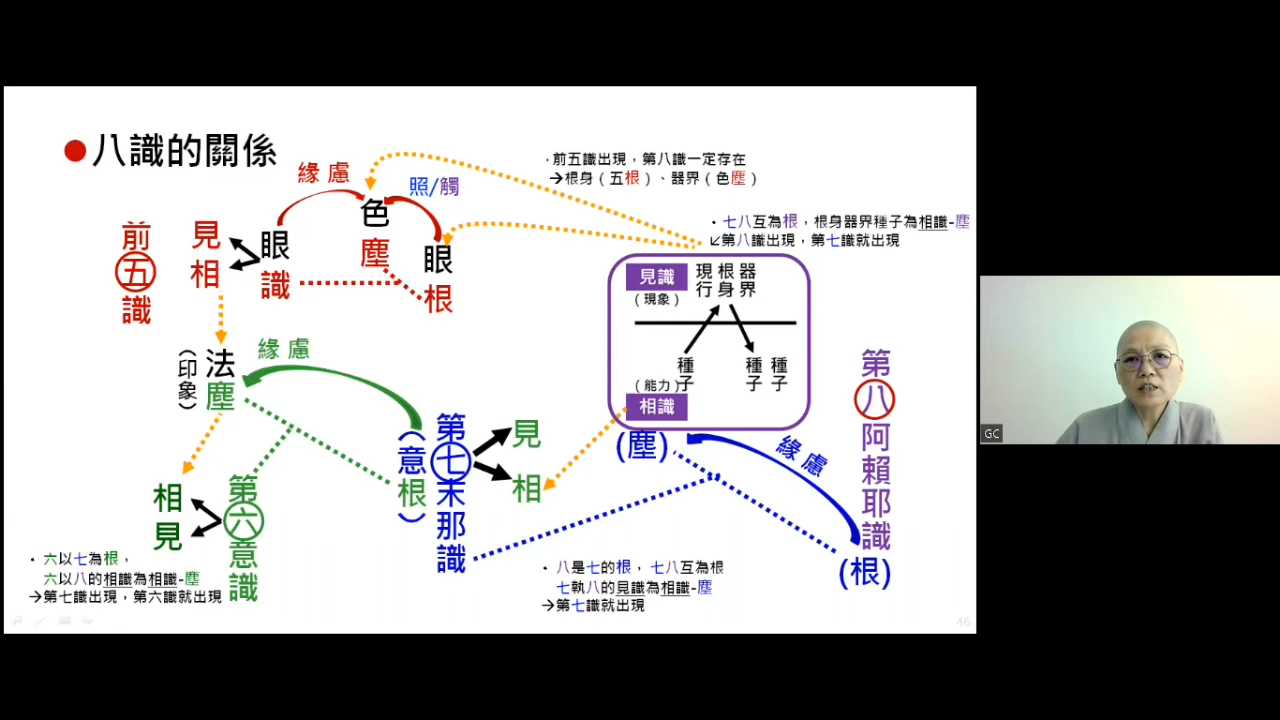 八識的關係
緣慮
照/觸
·前五識出現，第八識一定存在
→根身（五根）、器界（色塵）
• 七八互為根，根身器界種子為相識-塵
↙第八識出現，第七識就出現
前五識
見相
眼識
色塵
眼根
見識
（現象）
現行
根身
器界
種子
種子
種子
（能力）
相識
(塵)
第八阿賴耶識
(根)
緣慮
法塵
（印象）
緣慮
第七末那識
（意根）
見
相
相
見
第六意識
• 六以七為根，
六以八的相識為相識-塵
→第七識出現，第六識就出現
• 八是七的根，七八互為根
七執八的見識為相識-塵
→第七識就出現
46
GC